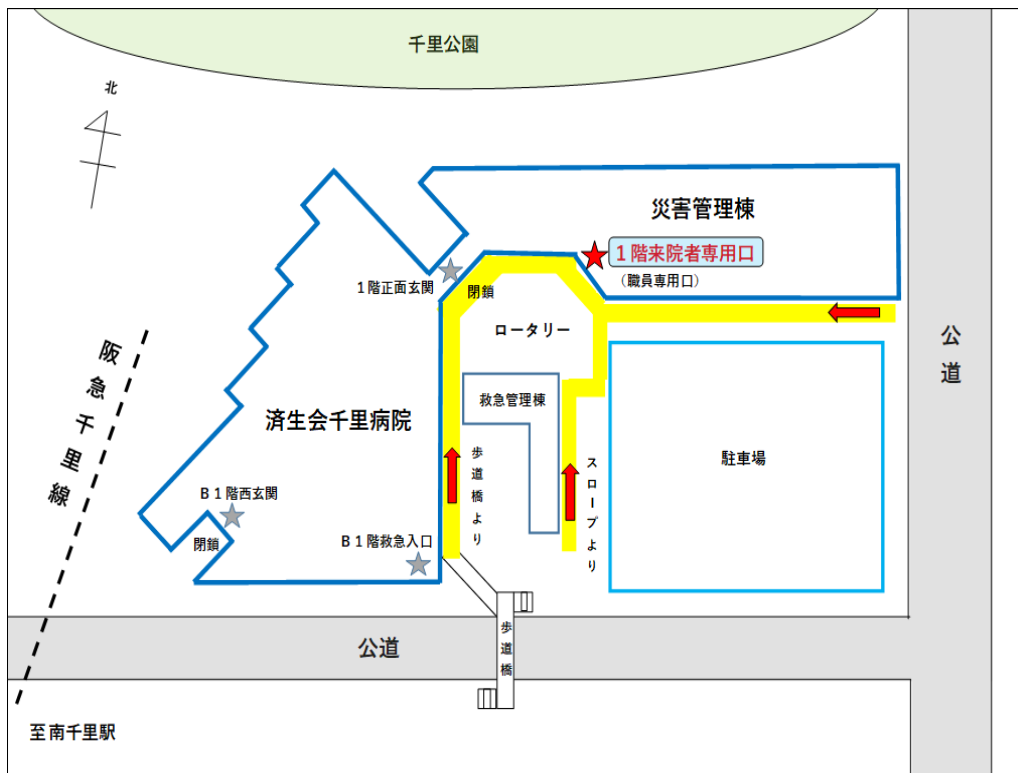 千里公園
北
災害管理棟
1階来院者専用口
（職員専用口）
1階正面玄関
閉鎖
ロータリー
公道
阪急千里線
救急管理棟
済生会千里病院
歩道橋より
スロープより
駐車場
B1階西玄関
閉鎖
B1階救急入口
公道
歩道橋
至南千里駅